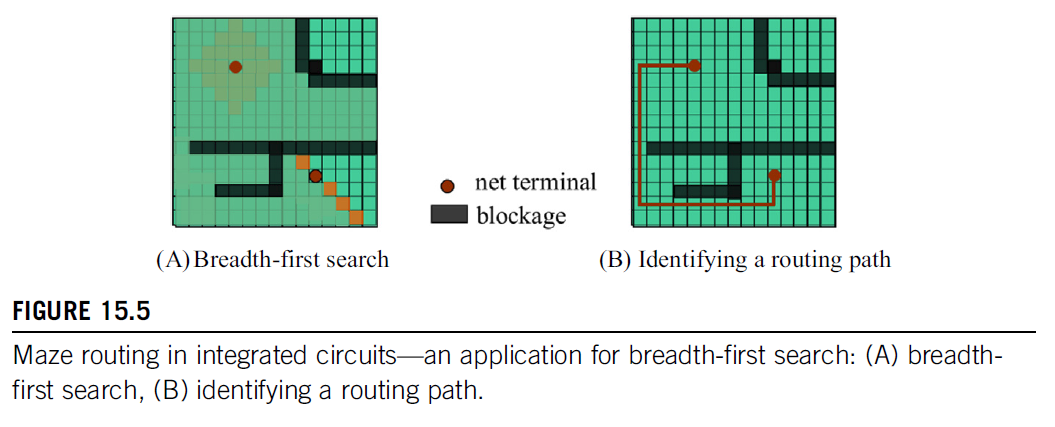 net terminal
blockage
(A) Breadth-first search
(B) Identifying a routing path
FIGURE 15.5
Maze routing in integrated circuits—an application for breadth-first search: (A) breadth-
first search, (B) identifying a routing path.